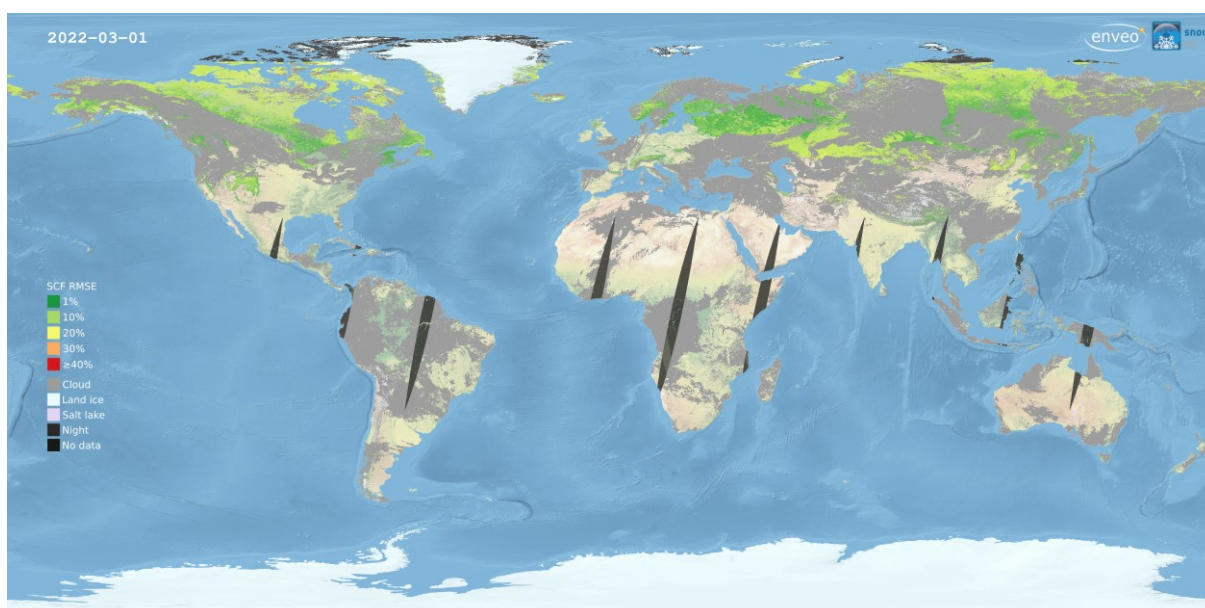 2022-03-01
enveo
snow
SCF RMSE
1%
10%
20%
30%
≥40%
Cloud
Land ice
Salt lake
Night
No data